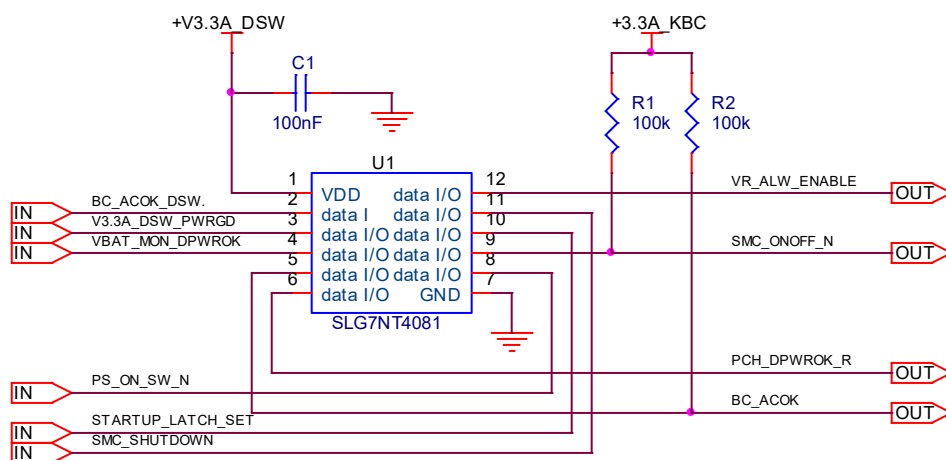 +V3.3A_DSW
+3.3A_KBC
C1
100nF
R1
100k
R2
100k
U1
1
VDD
data I/O
12
VR_ALW_ENABLE
OUT
IN
BC_ACOK_DSW.
2
data I
data I/O
11
IN
V3.3A_DSW_PWRGD
3
data I/O
data I/O
10
IN
VBAT_MON_DPWROK
4
data I/O
data I/O
9
SMC_ONOFF_N
OUT
5
data I/O
data I/O
8
6
data I/O
GND
7
SLG7NT4081
PCH_DPWROK_R
OUT
IN
PS_ON_SW_N
BC_ACOK
OUT
IN
STARTUP_LATCH_SET
IN
SMC_SHUTDOWN